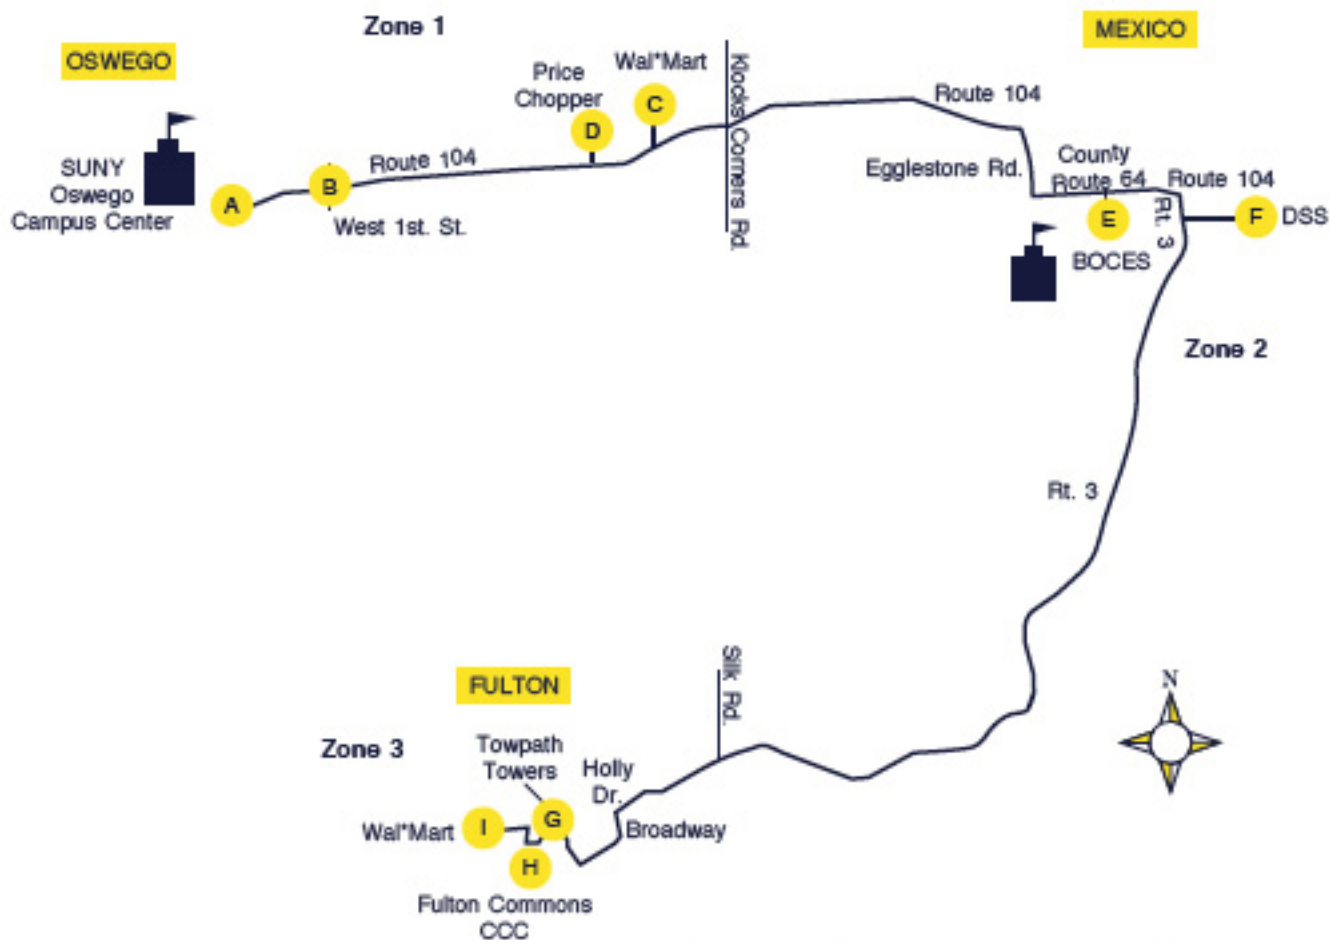 Zone 1
MEXICO
OSWEGO
Price
Chopper
Wal*Mart
Klocks Corners Rd.
Route 104
D
C
SUNY
Oswego
Campus Center
A
B
Route 104
West 1st. St.
Egglestone Rd.
County
Route 64
Route 104
E
BOCES
Rt. 3
F
DSS
Zone 2
Rt. 3
FULTON
Silk Rd.
N
Zone 3
Towpath
Towers
Holly
Dr.
Wal*Mart
I
G
Broadway
H
Fulton Commons
CCC